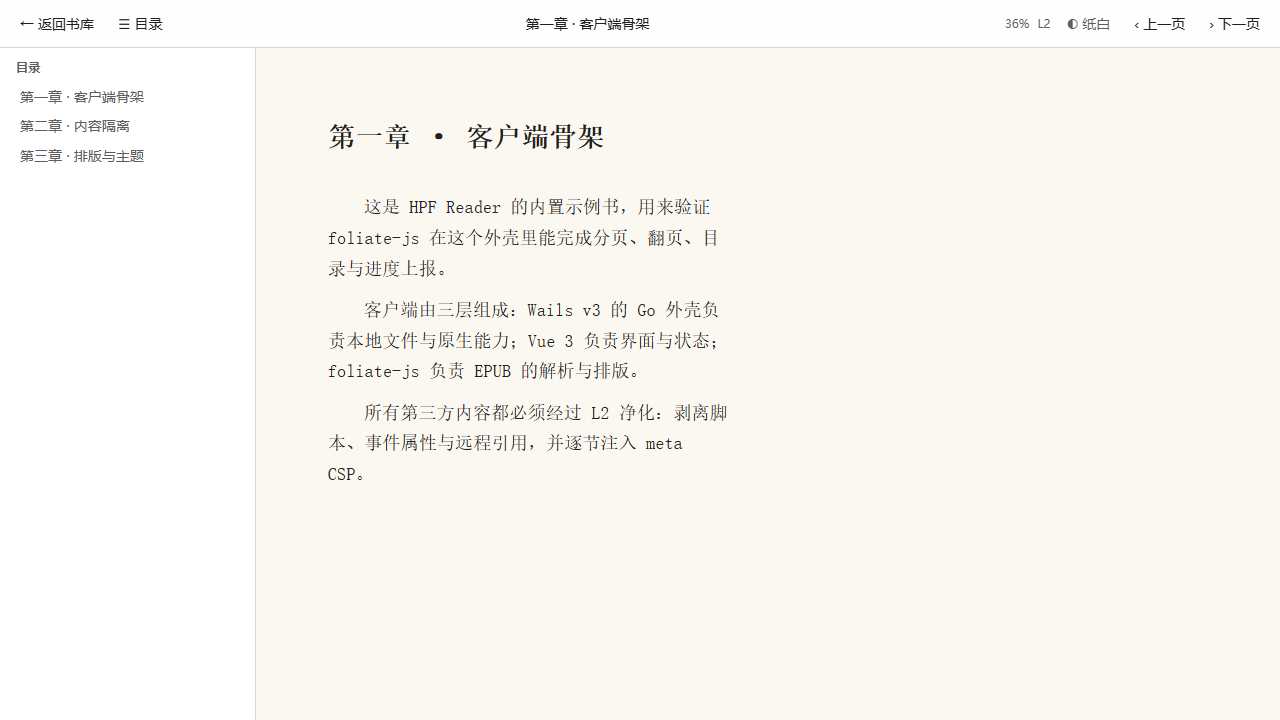 ← 返回书库 ☰ 目录 第一章 · 客户端骨架 36% L2 ◐ 纸白 ‹ 上一页 › 下一页
目录
第一章 · 客户端骨架
第二章 · 内容隔离
第三章 · 排版与主题
第一章 · 客户端骨架
这是 HPF Reader 的内置示例书，用来验证
foliate-js 在这个外壳里能完成分页、翻页、目
录与进度上报。
客户端由三层组成：Wails v3 的 Go 外壳负
责本地文件与原生能力；Vue 3 负责界面与状态；
foliate-js 负责 EPUB 的解析与排版。
所有第三方内容都必须经过 L2 净化：剥离脚
本、事件属性与远程引用，并逐节注入 meta
CSP。